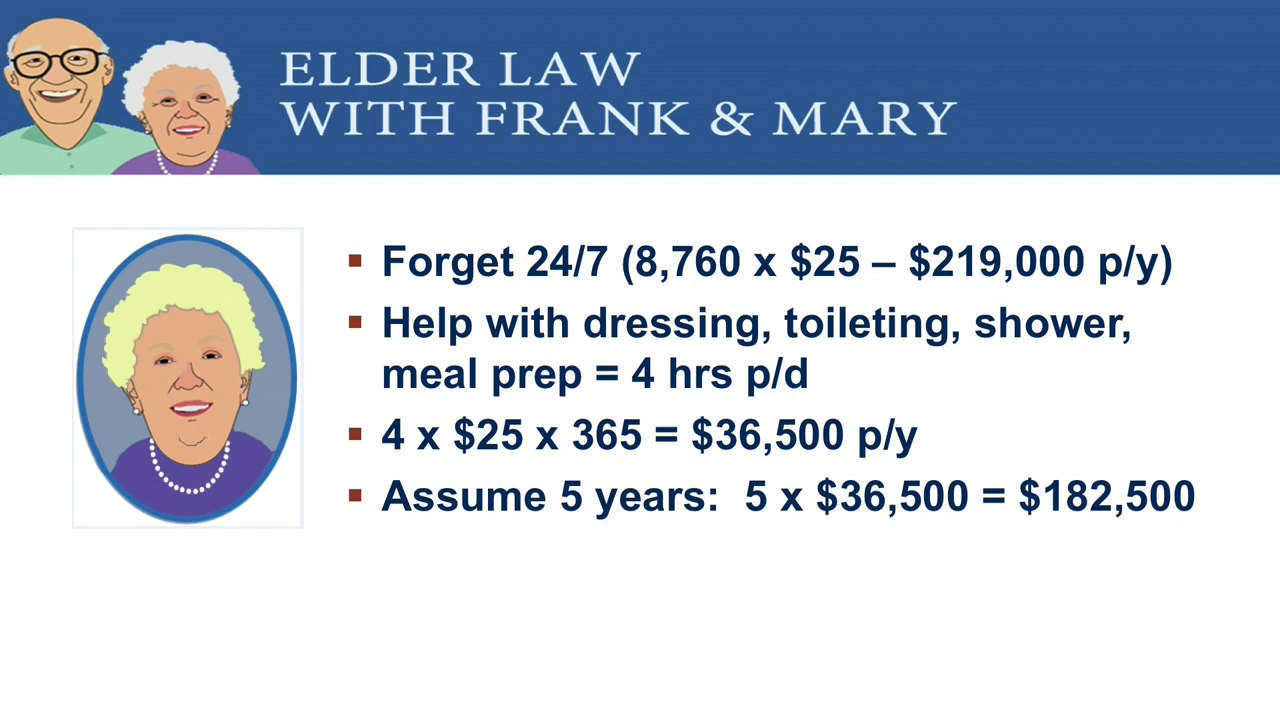 ELDER LAW
WITH FRANK & MARY
▪ Forget 24/7 (8,760 x $25 – $219,000 p/y)
▪ Help with dressing, toileting, shower,
meal prep = 4 hrs p/d
▪ 4 x $25 x 365 = $36,500 p/y
▪ Assume 5 years: 5 x $36,500 = $182,500